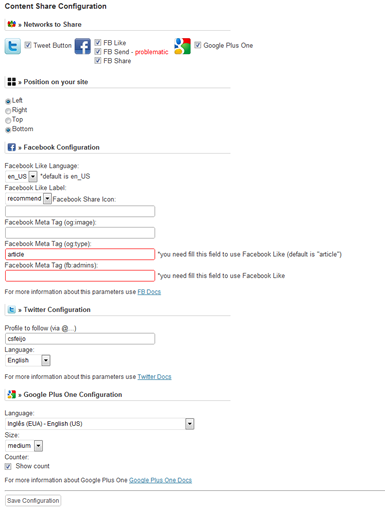 Content Share Configuration
» Networks to Share
Tweet Button
FB Like
FB Send - problematic
FB Share
Google Plus One
» Position on your site
Left
Right
Top
Bottom
» Facebook Configuration
Facebook Like Language:
en_US *default is en_US
Facebook Like Label:
recommend Facebook Share Icon:
Facebook Meta Tag (og:image):
Facebook Meta Tag (og:type):
article *you need fill this field to use Facebook Like (default is "article")
Facebook Meta Tag (fb:admins):
*you need fill this field to use Facebook Like
For more information about this parameters use FB Docs
» Twitter Configuration
Profile to follow (via @...)
csfeijo
Language:
English
For more information about this parameters use Twitter Docs
» Google Plus One Configuration
Language:
Inglês (EUA) - English (US)
Size:
medium
Counter:
Show count
For more information about Google Plus One Google Plus One Docs
Save Configuration